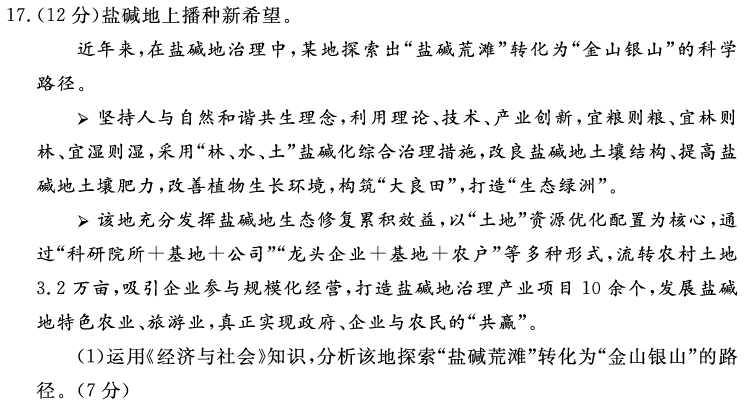 17.(12分)盐碱地上播种新希望。
近年来,在盐碱地治理中,某地探索出“盐碱荒滩”转化为“金山银山”的科学
路径。
➢ 坚持人与自然和谐共生理念,利用理论、技术、产业创新,宜粮则粮、宜林则
林、宜湿则湿,采用“林、水、土”盐碱化综合治理措施,改良盐碱地土壤结构、提高盐
碱地土壤肥力,改善植物生长环境,构筑“大良田”,打造“生态绿洲”。
➢ 该地充分发挥盐碱地生态修复累积效益,以“土地”资源优化配置为核心,通
过“科研院所+基地+公司”“龙头企业+基地+农户”等多种形式,流转农村土地
3.2万亩,吸引企业参与规模化经营,打造盐碱地治理产业项目10余个,发展盐碱
地特色农业、旅游业,真正实现政府、企业与农民的“共赢”。
(1)运用《经济与社会》知识,分析该地探索“盐碱荒滩”转化为“金山银山”的路
径。(7分)